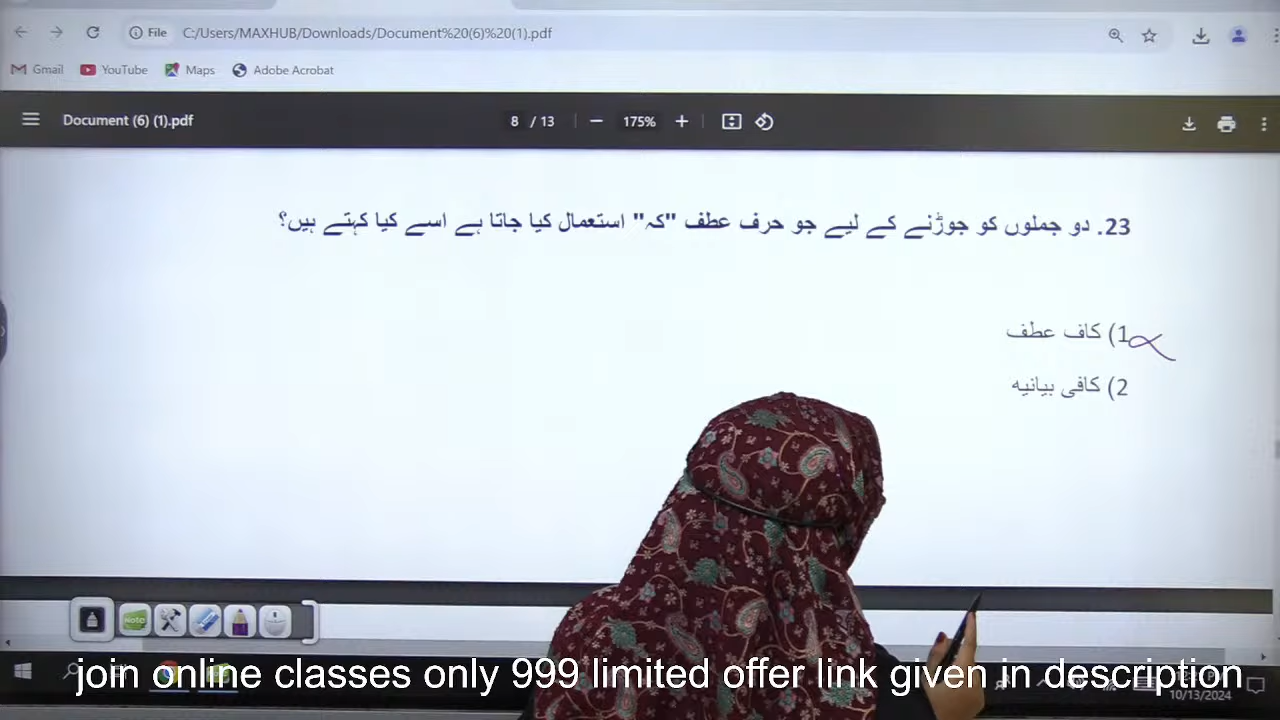 File C:/Users/MAXHUB/Downloads/Document%20(6)%20(1).pdf
Gmail YouTube Maps Adobe Acrobat
Document (6) (1).pdf 8 / 13 175%
23. دو جملوں کو جوڑنے کے لیے جو حرف عطف "کہ" استعمال کیا جاتا ہے اسے کیا کہتے ہیں؟
1) کاف عطف
2) کافی بیانیہ
Note
join online classes only 999 limited offer link given in description
10/13/2024